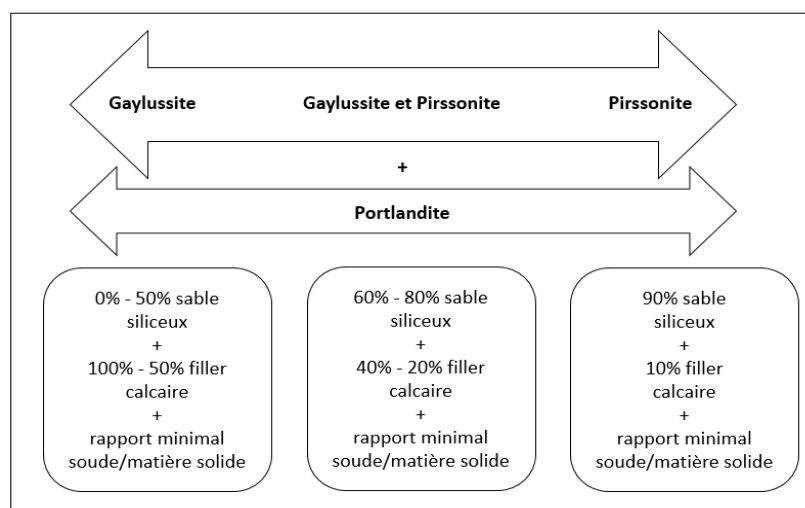 Gaylussite
Gaylussite et Pirssonite
Pirssonite
+
Portlandite
0% - 50% sable
siliceux
+
100% - 50% filler
calcaire
+
rapport minimal
soude/matière solide
60% - 80% sable
siliceux
+
40% - 20% filler
calcaire
+
rapport minimal
soude/matière solide
90% sable
siliceux
+
10% filler
calcaire
+
rapport minimal
soude/matière solide